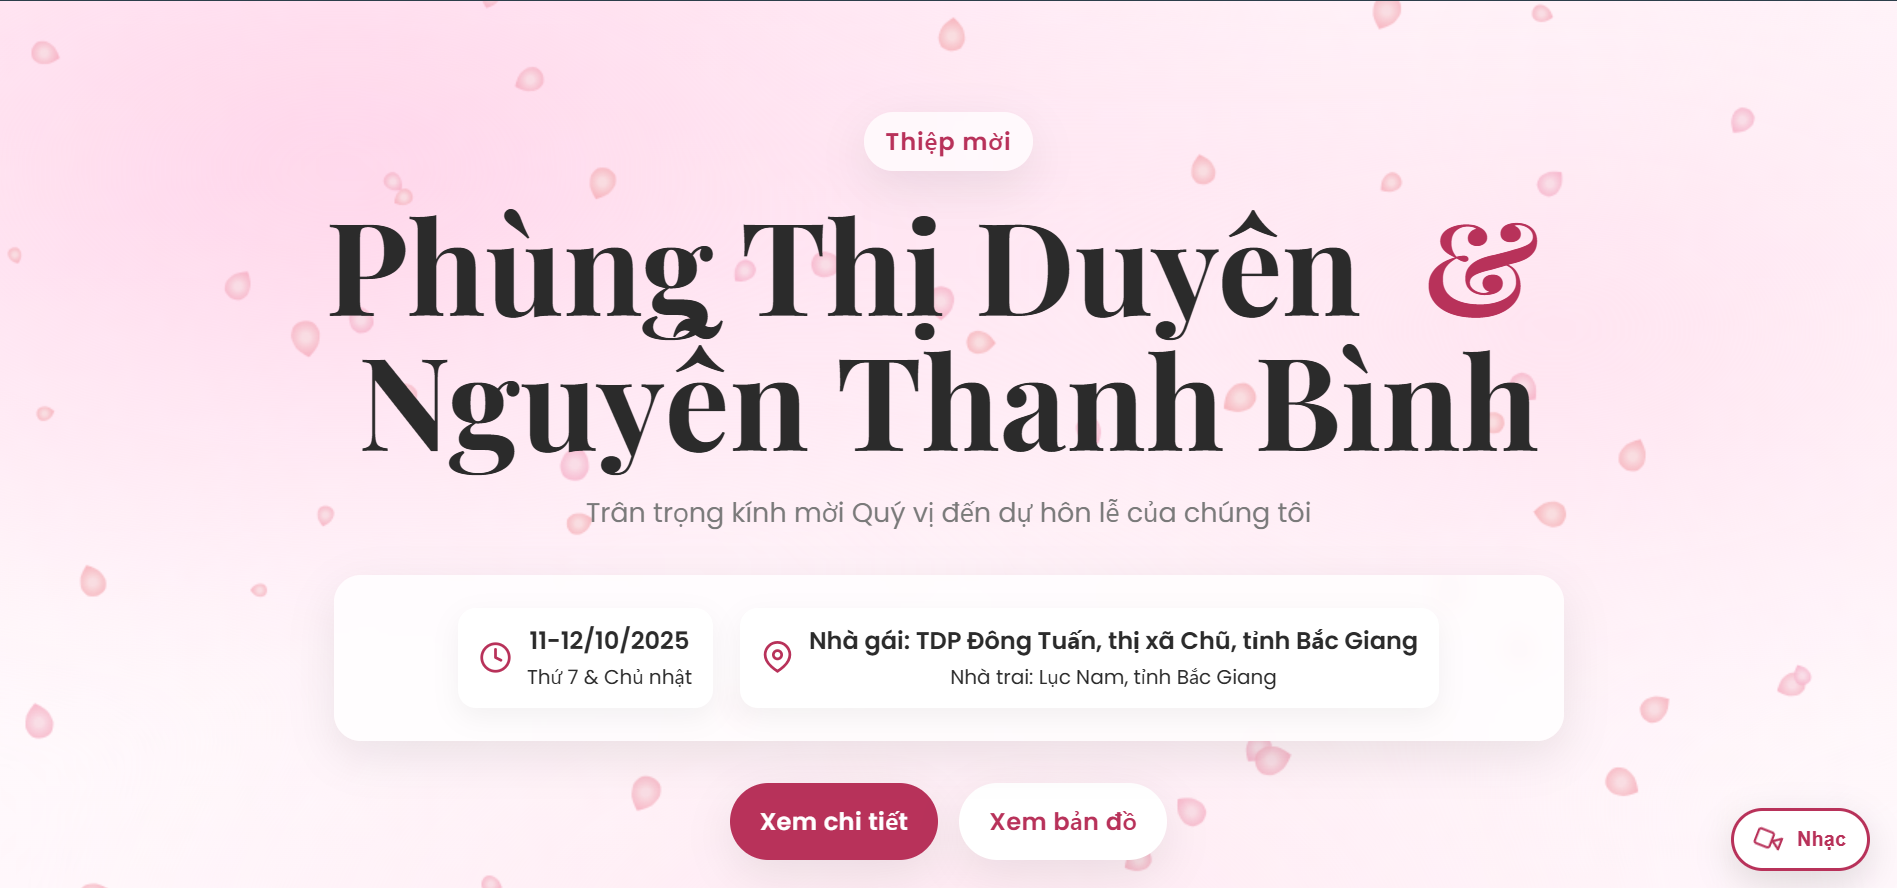 Thiệp mời
Phùng Thị Duyên &
Nguyễn Thanh Bình
Trân trọng kính mời Quý vị đến dự hôn lễ của chúng tôi
11-12/10/2025
Thứ 7 & Chủ nhật
Nhà gái: TDP Đông Tuấn, thị xã Chũ, tỉnh Bắc Giang
Nhà trai: Lục Nam, tỉnh Bắc Giang
Xem chi tiết
Xem bản đồ
Nhạc